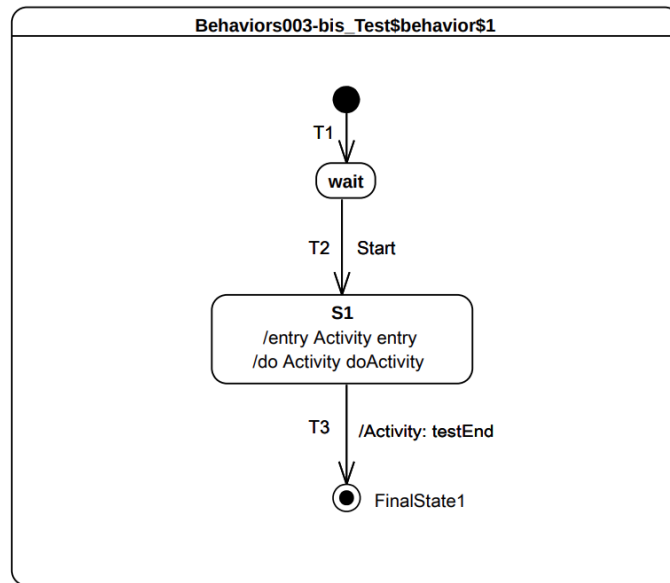 Behaviors003-bis_Test$behavior$1
T1
wait
T2 Start
S1
/entry Activity entry
/do Activity doActivity
T3 /Activity: testEnd
FinalState1